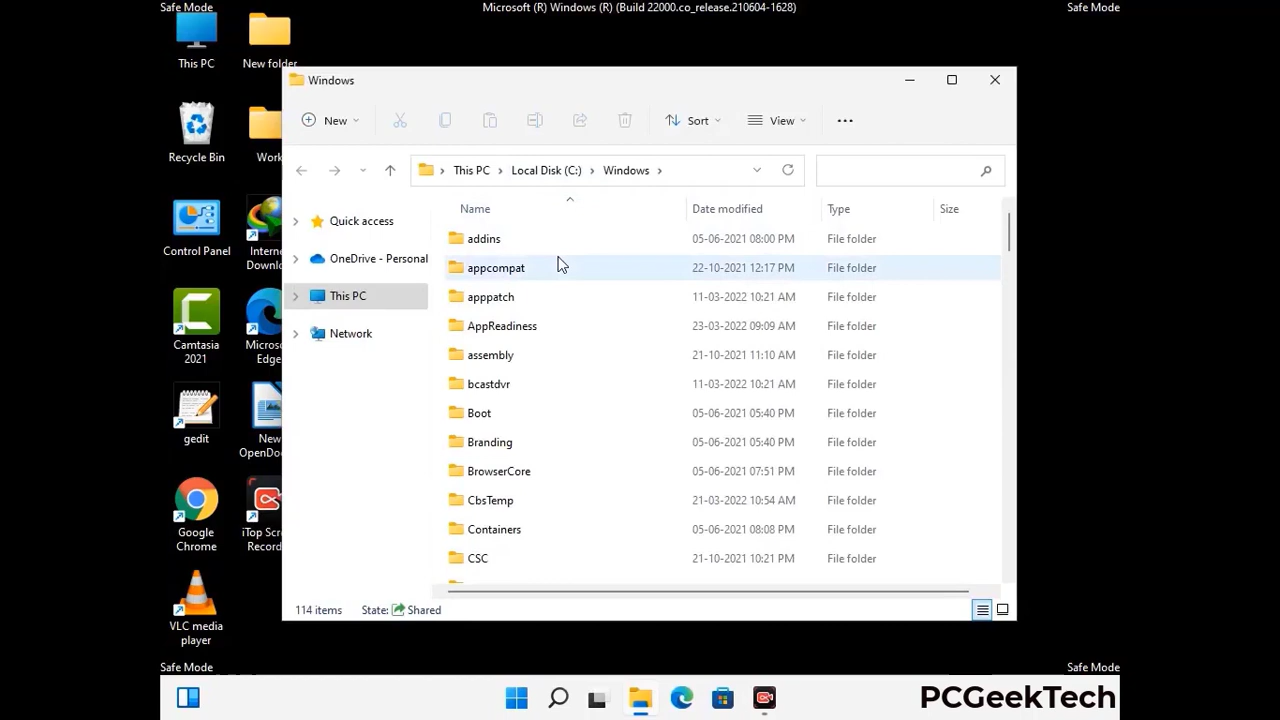 Safe Mode
Microsoft (R) Windows (R) (Build 22000.co_release.210604-1628)
Safe Mode
This PC
New folder
Recycle Bin
Work
Control Panel
Internet
Downlo
Camtasia
2021
Micros
Edge
gedit
New
OpenDoc
Google
Chrome
iTop Scr
Record
VLC media
player
Windows
New
Sort
View
This PC
Local Disk (C:)
Windows
Quick access
OneDrive - Personal
This PC
Network
Name Date modified Type Size
addins 05-06-2021 08:00 PM File folder
appcompat 22-10-2021 12:17 PM File folder
apppatch 11-03-2022 10:21 AM File folder
AppReadiness 23-03-2022 09:09 AM File folder
assembly 21-10-2021 11:10 AM File folder
bcastdvr 11-03-2022 10:21 AM File folder
Boot 05-06-2021 05:40 PM File folder
Branding 05-06-2021 05:40 PM File folder
BrowserCore 05-06-2021 07:51 PM File folder
CbsTemp 21-03-2022 10:54 AM File folder
Containers 05-06-2021 08:08 PM File folder
CSC 21-10-2021 10:21 PM File folder
114 items State: Shared
Safe Mode
Safe Mode
PCGeekTech